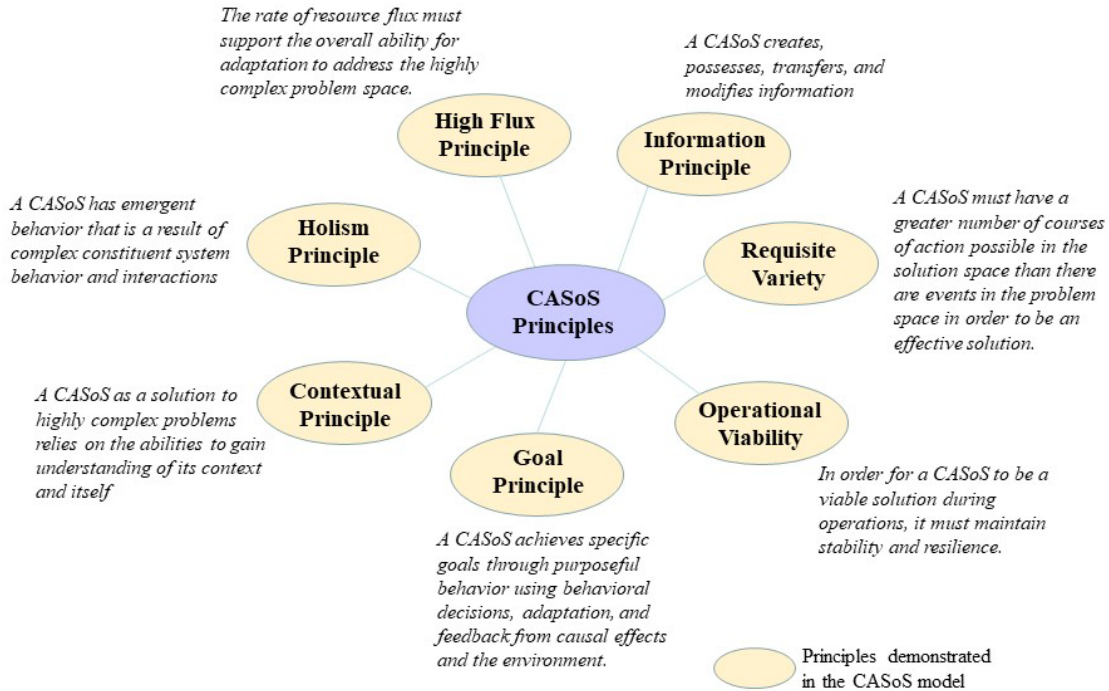 The rate of resource flux must
support the overall ability for
adaptation to address the highly
complex problem space.
A CASoS creates,
possesses, transfers, and
modifies information
High Flux
Principle
Information
Principle
A CASoS has emergent
behavior that is a result of
complex constituent system
behavior and interactions
Holism
Principle
Requisite
Variety
A CASoS must have a
greater number of courses
of action possible in the
solution space than there
are events in the problem
space in order to be an
effective solution.
CASoS
Principles
A CASoS as a solution to
highly complex problems
relies on the abilities to gain
understanding of its context
and itself
Contextual
Principle
Goal
Principle
Operational
Viability
In order for a CASoS to be a
viable solution during
operations, it must maintain
stability and resilience.
A CASoS achieves specific
goals through purposeful
behavior using behavioral
decisions, adaptation, and
feedback from causal effects
and the environment.
Principles demonstrated
in the CASoS model